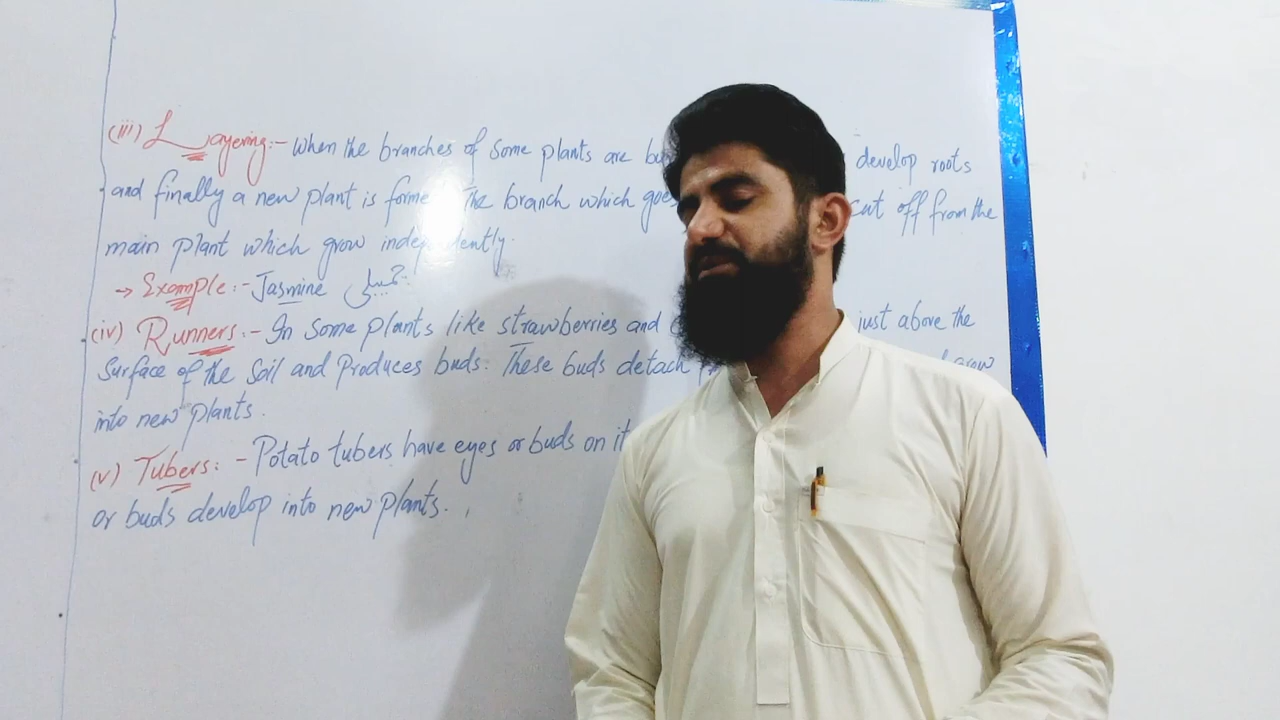 (iii) Layering:- When the branches of some plants are develop roots
and finally a new plant is forme The branch which goe cut off from the
main plant which grow independently.
→ Example:- Jasmine چمبیلی
(iv) Runners:- In some plants like strawberries and just above the
surface of the soil and Produces buds: These buds detach grow
into new plants.
(v) Tubers: - Potato tubers have eyes or buds on it
or buds develop into new plants.